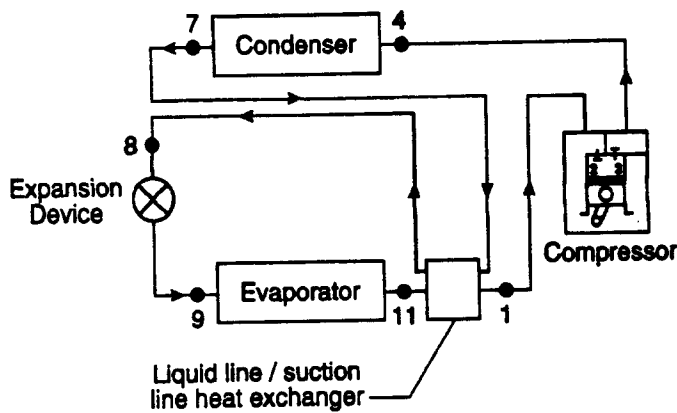 7
4
Condenser
8
Expansion
Device
Compressor
Evaporator
9
11
1
Liquid line / suction
line heat exchanger